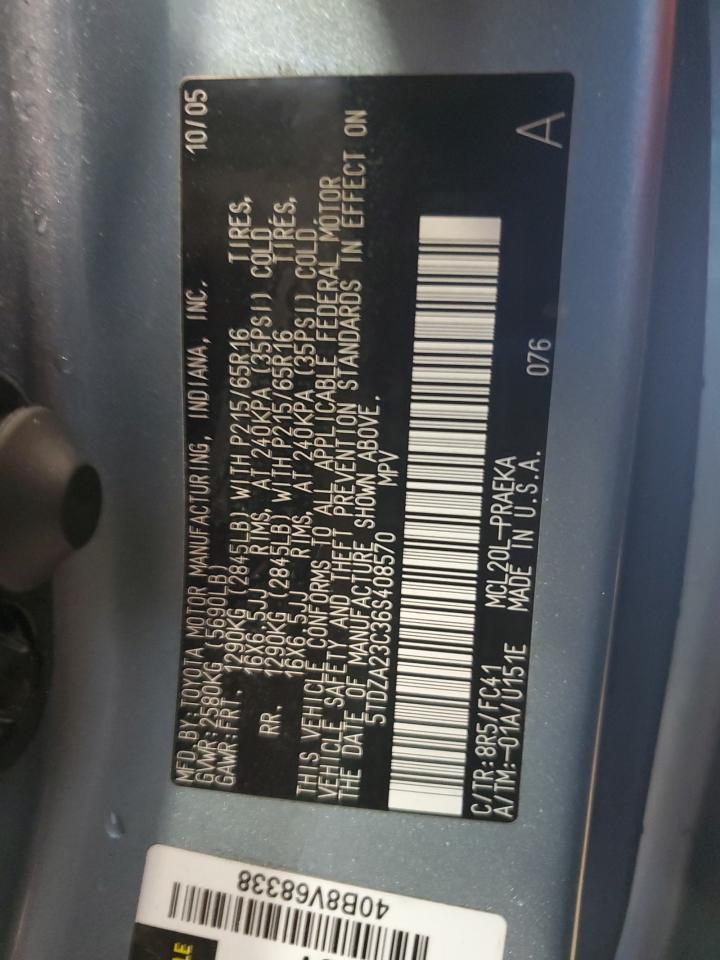 MFD BY:TOYOTA MOTOR MANUFACTURING, INDIANA, INC. 10/05
GVWR:2580KG (5690LB)
GAWR:FRT. 1290KG (2845LB) WITH P215/65R16 TIRES,
16X6.5JJ RIMS, AT 240KPA (35PSI) COLD
RR. 1290KG (2845LB) WITH P215/65R16 TIRES,
16X6.5JJ RIMS, AT 240KPA (35PSI) COLD
THIS VEHICLE CONFORMS TO ALL APPLICABLE FEDERAL MOTOR
VEHICLE SAFETY AND THEFT PREVENTION STANDARDS IN EFFECT ON
THE DATE OF MANUFACTURE SHOWN ABOVE.
5TDZA23C36S408570 MPV
C/TR:8R5/FC41 MCL20L-PRAEKA 076 A
A/TM:-01A/U151E MADE IN U.S.A.
40B8V68338